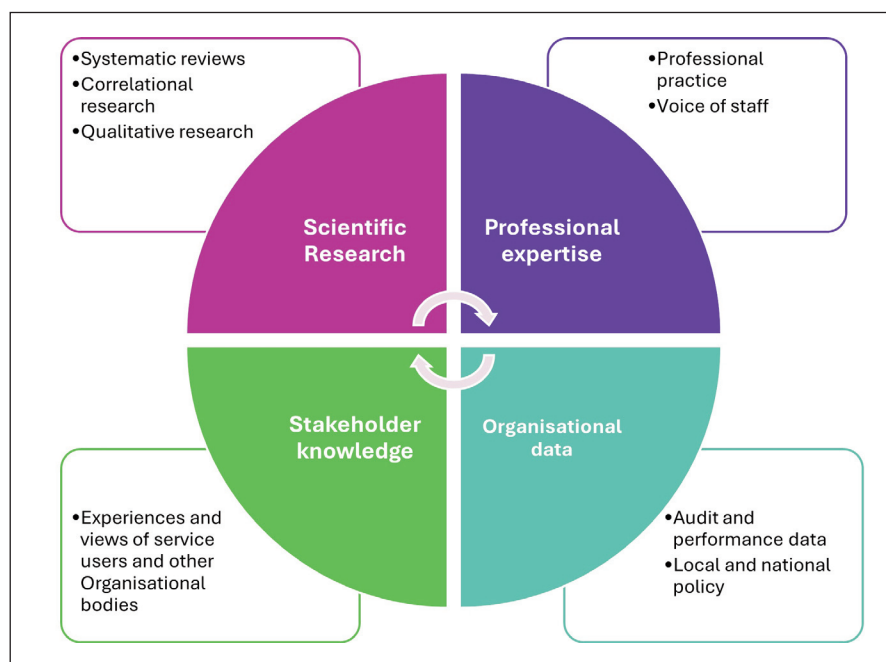 •Systematic reviews
•Correlational
research
•Qualitative research
•Professional
practice
•Voice of staff
Scientific
Research
Professional
expertise
Stakeholder
knowledge
Organisational
data
•Experiences and
views of service
users and other
Organisational
bodies
•Audit and
performance data
•Local and national
policy